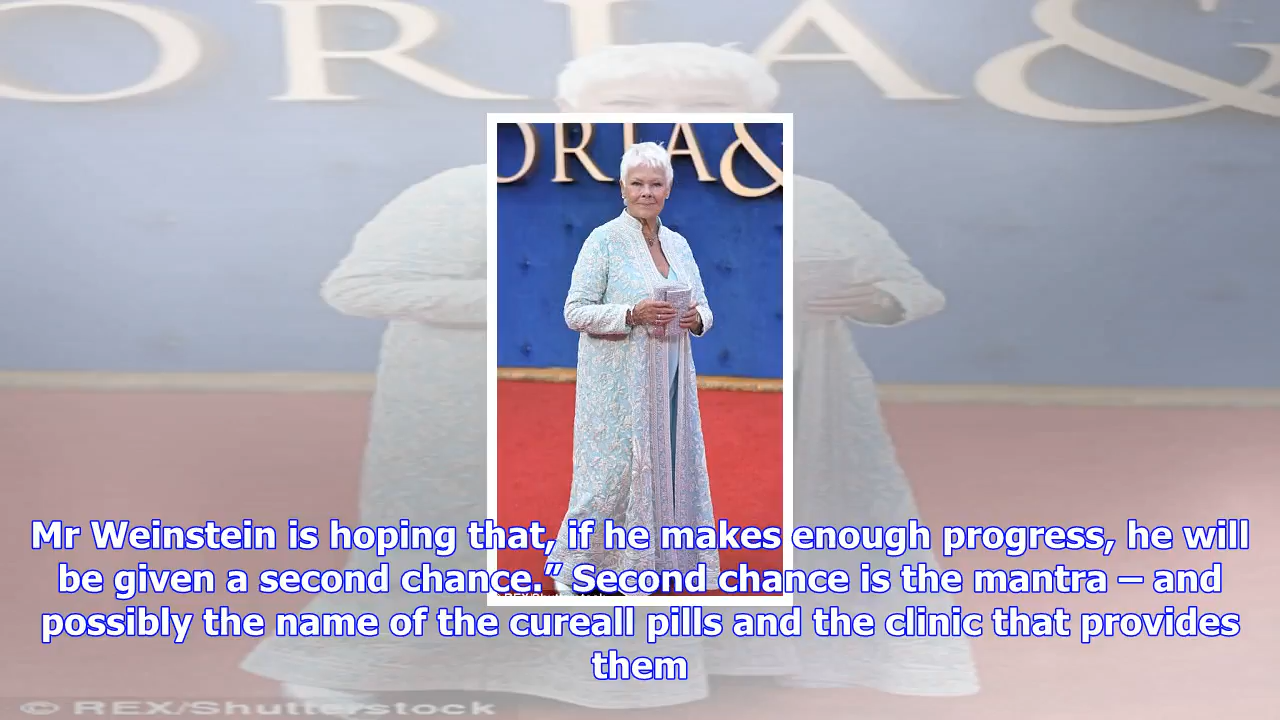 ORIA&
ORIA&
Mr Weinstein is hoping that, if he makes enough progress, he will
be given a second chance.” Second chance is the mantra – and
possibly the name of the cureall pills and the clinic that provides
them
© REX/Shutterstock